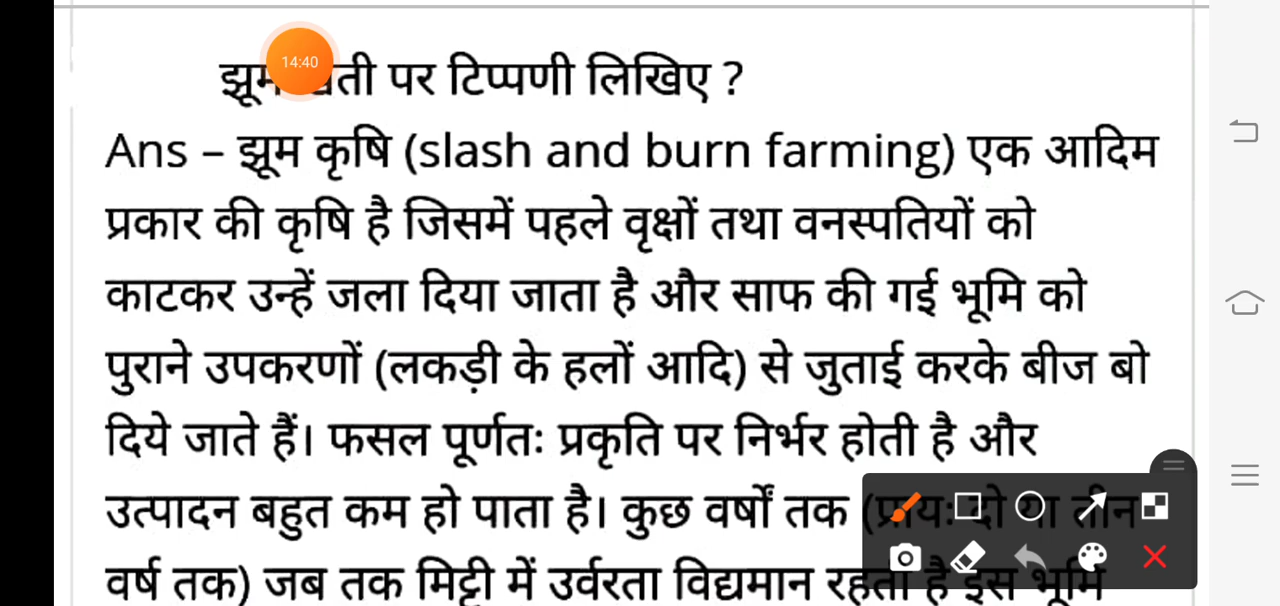 14:40
झूम खेती पर टिप्पणी लिखिए ?
Ans – झूम कृषि (slash and burn farming) एक आदिम
प्रकार की कृषि है जिसमें पहले वृक्षों तथा वनस्पतियों को
काटकर उन्हें जला दिया जाता है और साफ की गई भूमि को
पुराने उपकरणों (लकड़ी के हलों आदि) से जुताई करके बीज बो
दिये जाते हैं। फसल पूर्णतः प्रकृति पर निर्भर होती है और
उत्पादन बहुत कम हो पाता है। कुछ वर्षों तक (प्रायः दो या तीन
वर्ष तक) जब तक मिट्टी में उर्वरता विद्यमान रहता है इस भूमि